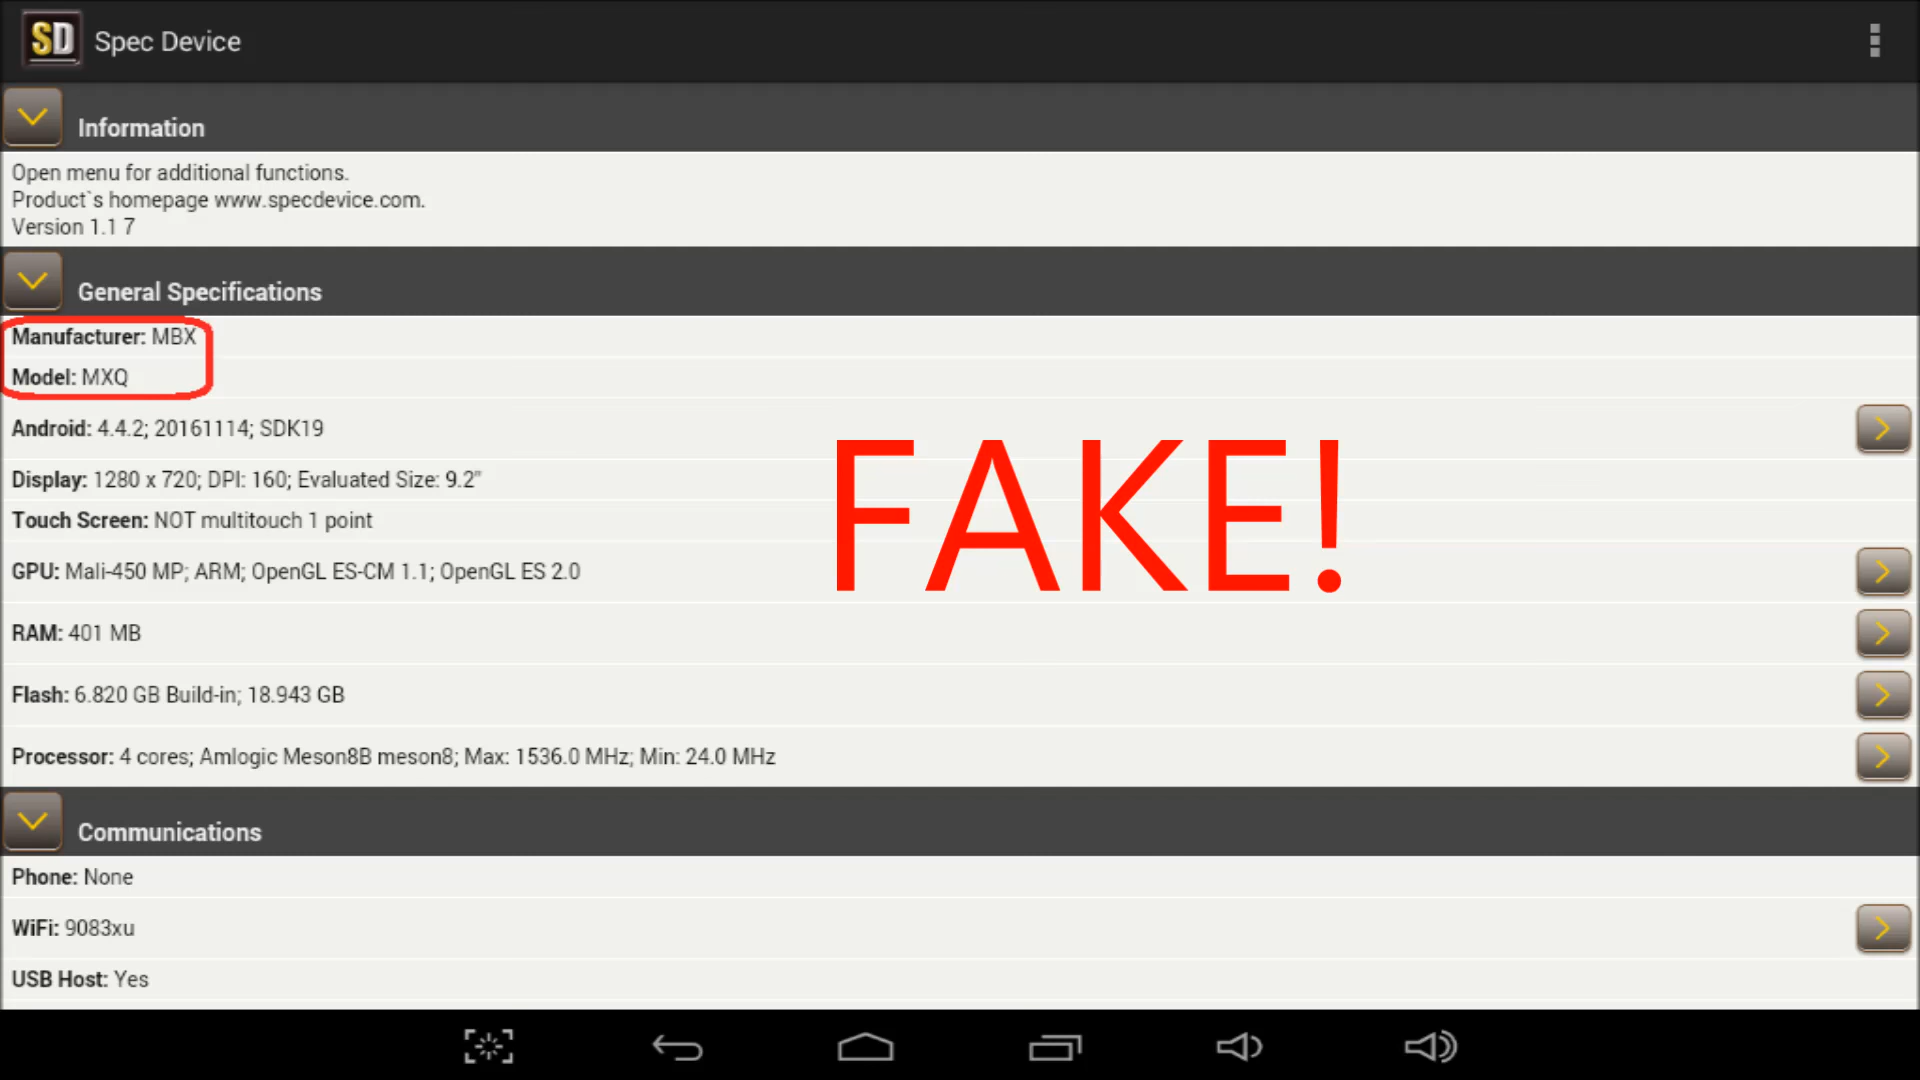 SD Spec Device
Information
Open menu for additional functions.
Product`s homepage www.specdevice.com.
Version 1.1 7
General Specifications
Manufacturer: MBX
Model: MXQ
Android: 4.4.2; 20161114; SDK19
Display: 1280 x 720; DPI: 160; Evaluated Size: 9.2"
Touch Screen: NOT multitouch 1 point
FAKE!
GPU: Mali-450 MP; ARM; OpenGL ES-CM 1.1; OpenGL ES 2.0
RAM: 401 MB
Flash: 6.820 GB Build-in; 18.943 GB
Processor: 4 cores; Amlogic Meson8B meson8; Max: 1536.0 MHz; Min: 24.0 MHz
Communications
Phone: None
WiFi: 9083xu
USB Host: Yes